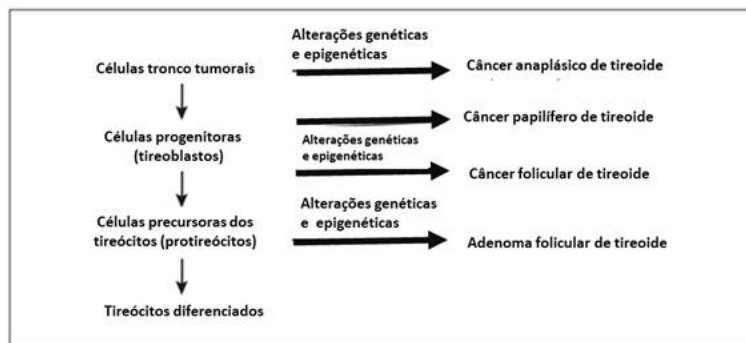 Alterações genéticas
e epigenéticas
Células tronco tumorais
Câncer anaplásico de tireoide
Câncer papilífero de tireoide
Células progenitoras
(tireoblastos)
Alterações genéticas
e epigenéticas
Câncer folicular de tireoide
Alterações genéticas
e epigenéticas
Células precursoras dos
tireócitos (protireócitos)
Adenoma folicular de tireoide
Tireócitos diferenciados